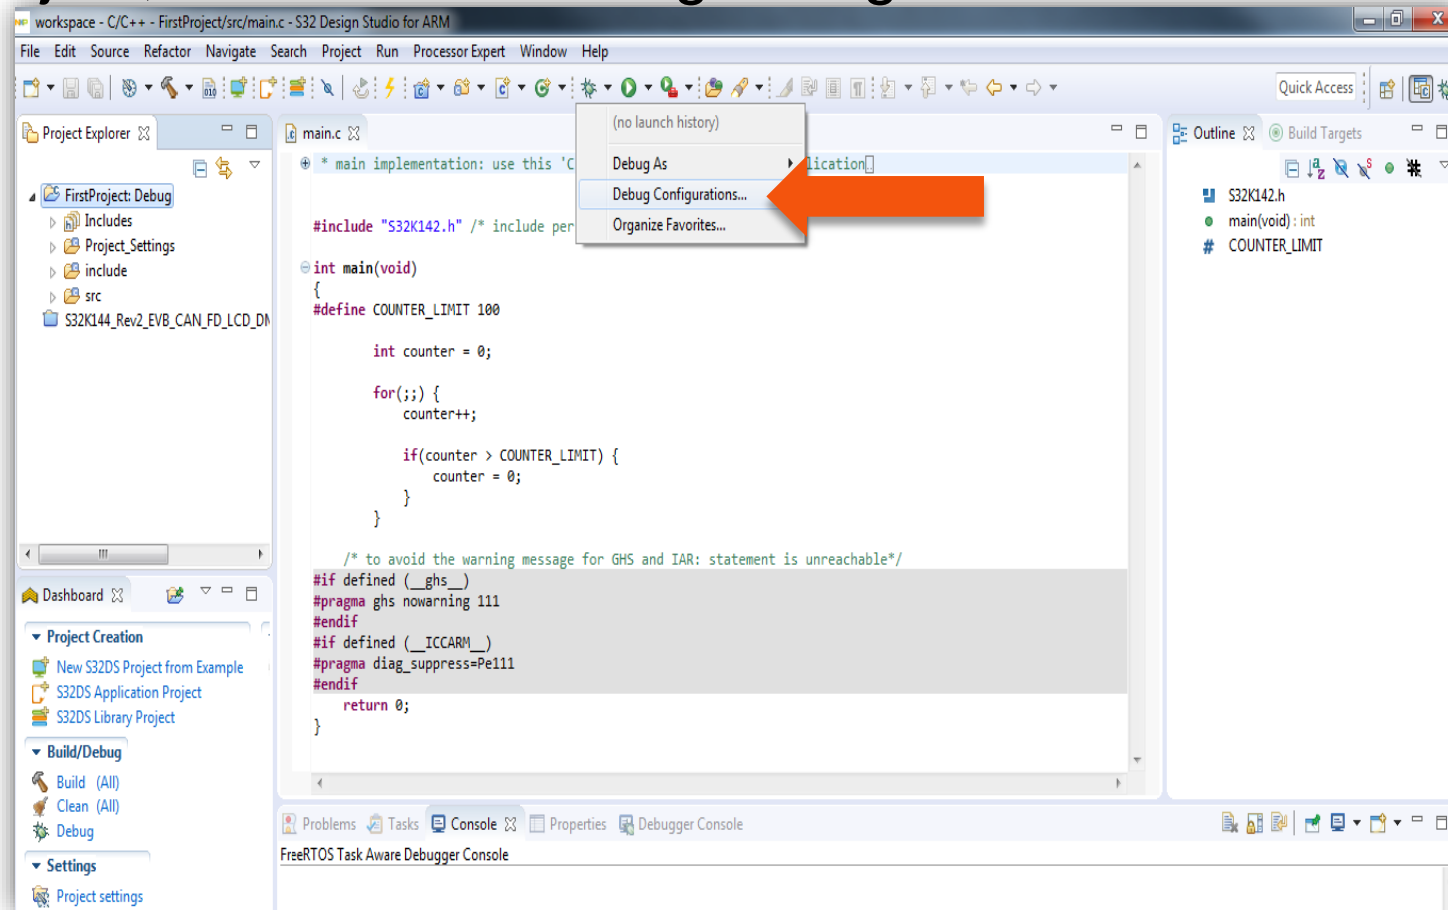 workspace - C/C++ - FirstProject/src/main.c - S32 Design Studio for ARM
File Edit Source Refactor Navigate Search Project Run Processor Expert Window Help
Quick Access
Project Explorer
FirstProject: Debug
Includes
Project_Settings
include
src
S32K144_Rev2_EVB_CAN_FD_LCD_DM
main.c
(no launch history)
Debug As
Debug Configurations...
Organize Favorites...
* main implementation: use this 'C
lication
#include "S32K142.h" /* include per
int main(void)
{
#define COUNTER_LIMIT 100
int counter = 0;
for(;;) {
counter++;
if(counter > COUNTER_LIMIT) {
counter = 0;
}
}
/* to avoid the warning message for GHS and IAR: statement is unreachable*/
#if defined (__ghs__)
#pragma ghs nowarning 111
#endif
#if defined (__ICCARM__)
#pragma diag_suppress=Pe111
#endif
return 0;
}
Outline Build Targets
S32K142.h
main(void) : int
COUNTER_LIMIT
Dashboard
Project Creation
New S32DS Project from Example
S32DS Application Project
S32DS Library Project
Build/Debug
Build (All)
Clean (All)
Debug
Settings
Project settings
Problems Tasks Console Properties Debugger Console
FreeRTOS Task Aware Debugger Console